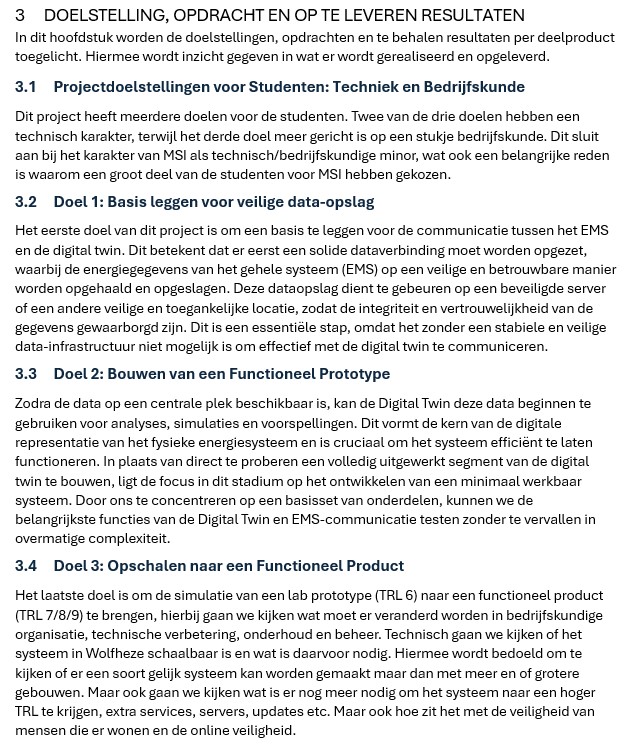 3 DOELSTELLING, OPDRACHT EN OP TE LEVEREN RESULTATEN
In dit hoofdstuk worden de doelstellingen, opdrachten en te behalen resultaten per deelproduct
toegelicht. Hiermee wordt inzicht gegeven in wat er wordt gerealiseerd en opgeleverd.
3.1 Projectdoelstellingen voor Studenten: Techniek en Bedrijfskunde
Dit project heeft meerdere doelen voor de studenten. Twee van de drie doelen hebben een
technisch karakter, terwijl het derde doel meer gericht is op een stukje bedrijfskunde. Dit sluit
aan bij het karakter van MSI als technisch/bedrijfskundige minor, wat ook een belangrijke reden
is waarom een groot deel van de studenten voor MSI hebben gekozen.
3.2 Doel 1: Basis leggen voor veilige data-opslag
Het eerste doel van dit project is om een basis te leggen voor de communicatie tussen het EMS
en de digital twin. Dit betekent dat er eerst een solide dataverbinding moet worden opgezet,
waarbij de energiegegevens van het gehele systeem (EMS) op een veilige en betrouwbare manier
worden opgehaald en opgeslagen. Deze dataopslag dient te gebeuren op een beveiligde server
of een andere veilige en toegankelijke locatie, zodat de integriteit en vertrouwelijkheid van de
gegevens gewaarborgd zijn. Dit is een essentiële stap, omdat het zonder een stabiele en veilige
data-infrastructuur niet mogelijk is om effectief met de digital twin te communiceren.
3.3 Doel 2: Bouwen van een Functioneel Prototype
Zodra de data op een centrale plek beschikbaar is, kan de Digital Twin deze data beginnen te
gebruiken voor analyses, simulaties en voorspellingen. Dit vormt de kern van de digitale
representatie van het fysieke energiesysteem en is cruciaal om het systeem efficiënt te laten
functioneren. In plaats van direct te proberen een volledig uitgewerkt segment van de digital
twin te bouwen, ligt de focus in dit stadium op het ontwikkelen van een minimaal werkbaar
systeem. Door ons te concentreren op een basisset van onderdelen, kunnen we de
belangrijkste functies van de Digital Twin en EMS-communicatie testen zonder te vervallen in
overmatige complexiteit.
3.4 Doel 3: Opschalen naar een Functioneel Product
Het laatste doel is om de simulatie van een lab prototype (TRL 6) naar een functioneel product
(TRL 7/8/9) te brengen, hierbij gaan we kijken wat moet er veranderd worden in bedrijfskundige
organisatie, technische verbetering, onderhoud en beheer. Technisch gaan we kijken of het
systeem in Wolfheze schaalbaar is en wat is daarvoor nodig. Hiermee wordt bedoeld om te
kijken of er een soort gelijk systeem kan worden gemaakt maar dan met meer en of grotere
gebouwen. Maar ook gaan we kijken wat is er nog meer nodig om het systeem naar een hoger
TRL te krijgen, extra services, servers, updates etc. Maar ook hoe zit het met de veiligheid van
mensen die er wonen en de online veiligheid.